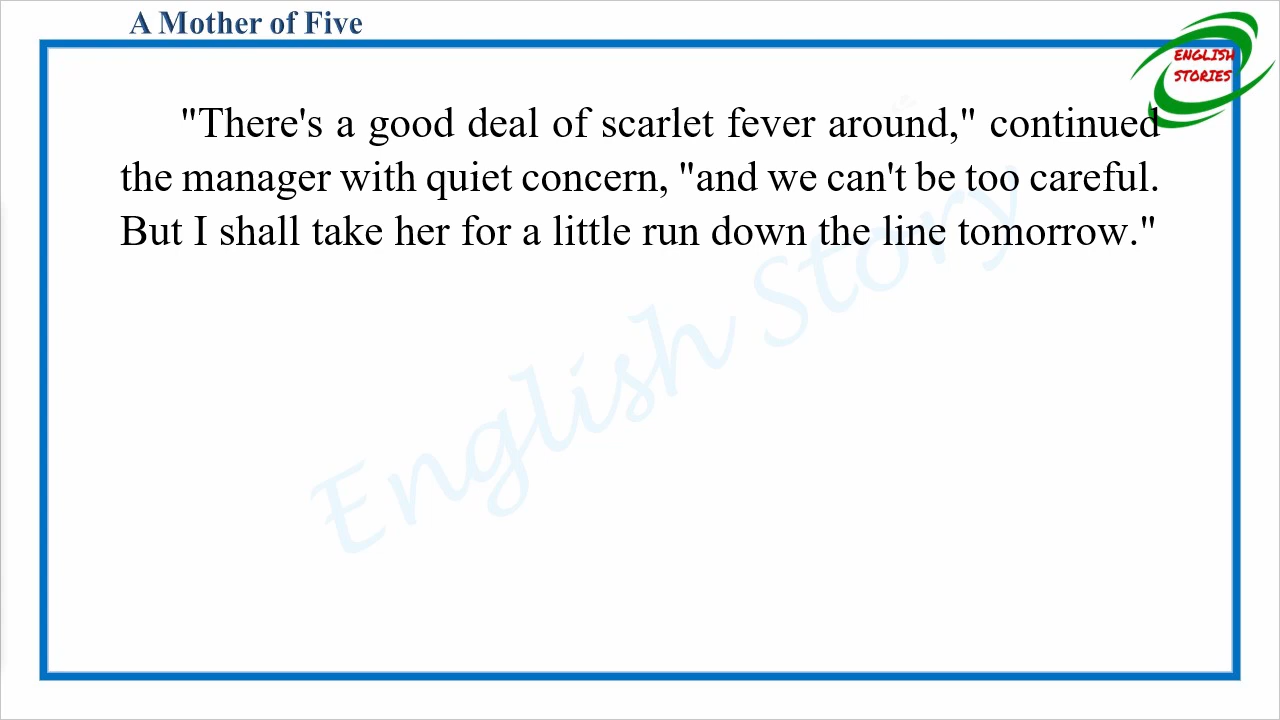 A Mother of Five
ENGLISH
STORIES
"There's a good deal of scarlet fever around," continued
the manager with quiet concern, "and we can't be too careful.
But I shall take her for a little run down the line tomorrow."
English Story